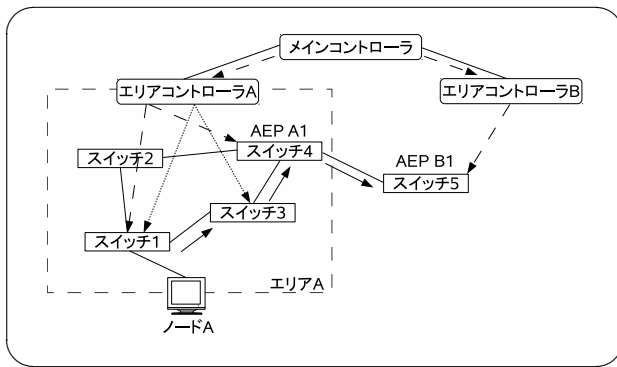 メインコントローラ
エリアコントローラA
エリアコントローラB
AEP A1
スイッチ4
スイッチ2
AEP B1
スイッチ5
スイッチ3
スイッチ1
エリアA
ノードA